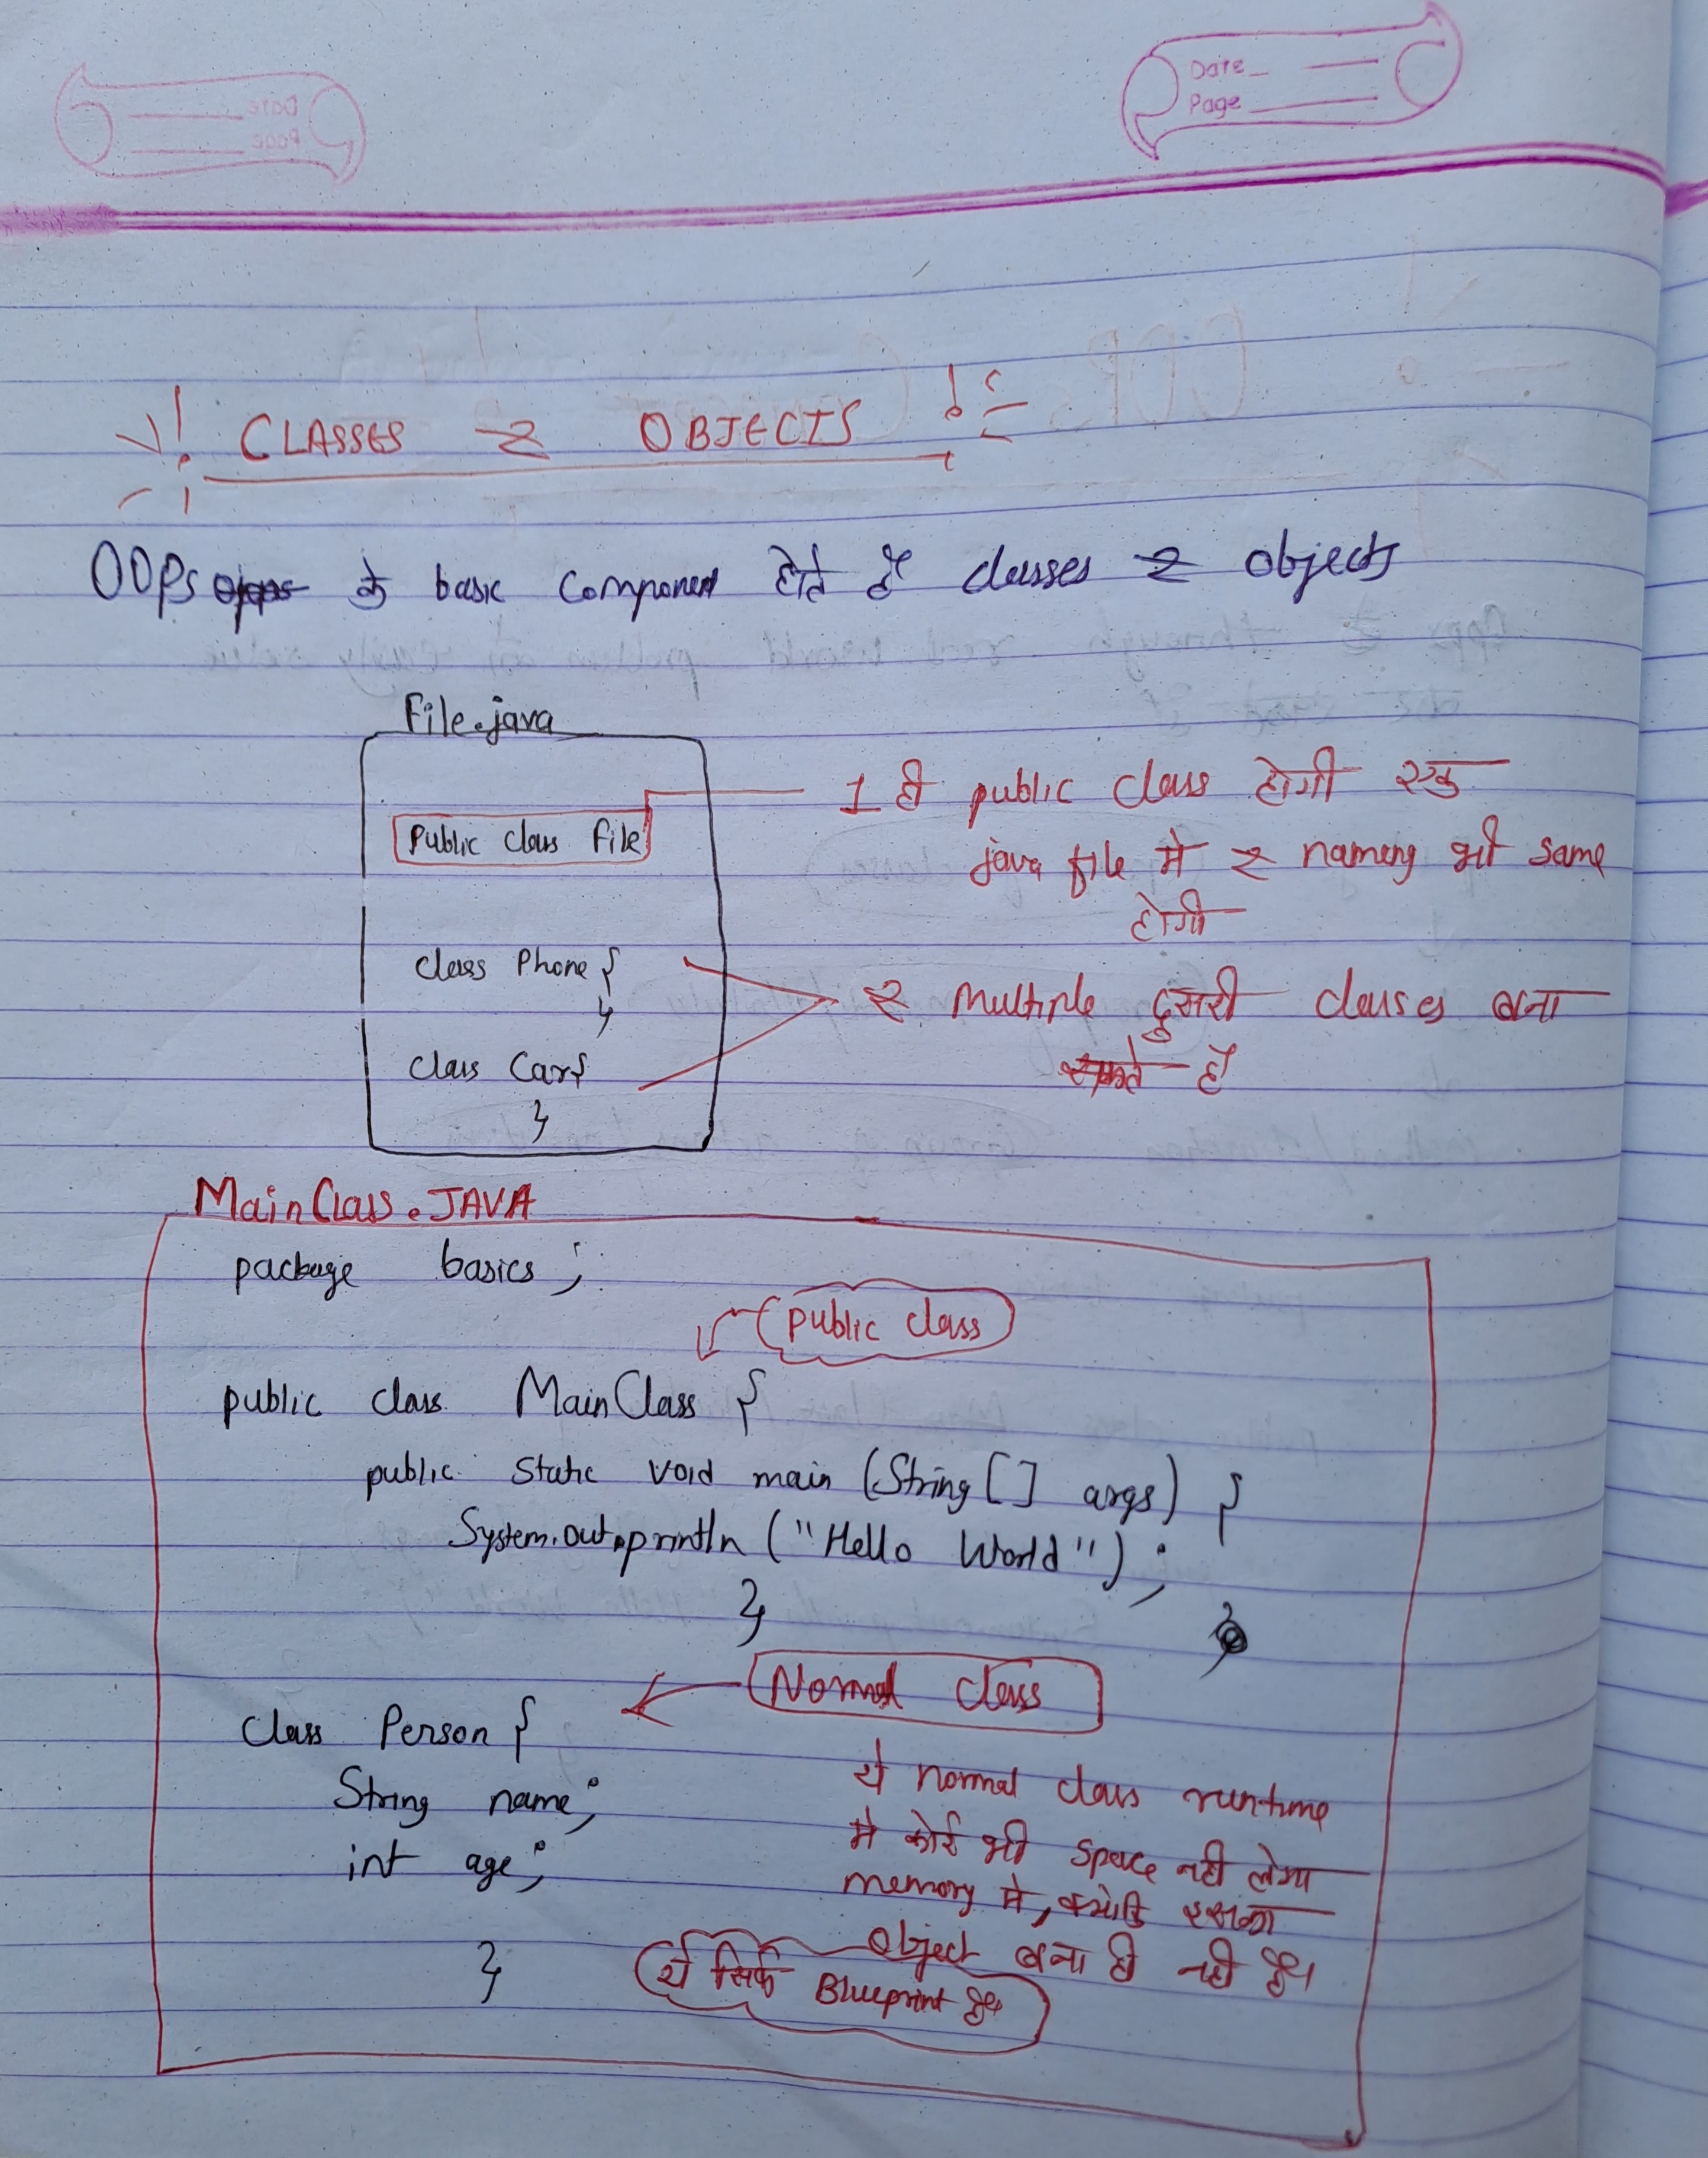 Date
Page
CLASSES & OBJECTS :-
OOPs के basic component होते हैं classes & objects
File.java
Public class File
1 ही public class होगी एक
java file मे & naming भी same
होगी
class Phone {
}
& Multiple दुसरी classes बना
सकते हैं
class Car {
}
MainClass.JAVA
package basics;
public class
public class MainClass {
public static void main (String [] args) {
System.out.println ("Hello World");
}
}
Normal class
class Person {
ये normal class runtime
String name;
मे कोई भी space नही लेगा
int age;
memory मे, क्योकि इसका
object बना ही नही है।
}
ये सिर्फ Blueprint है।